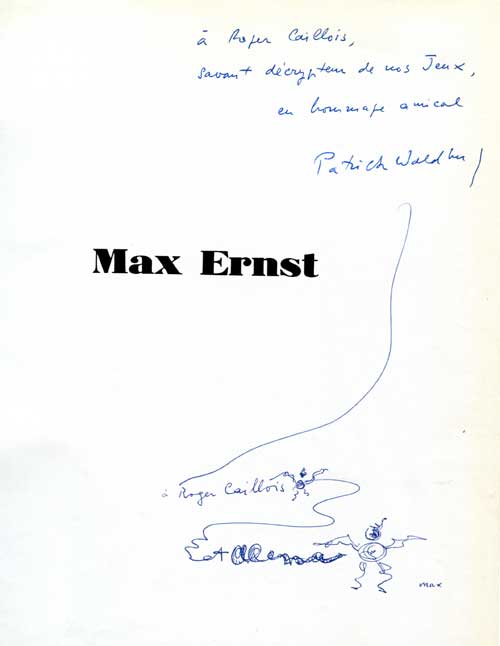 à Roger Caillois,
savant décrypteur de nos Jeux,
en hommage amical
Patrick Waldberg
Max Ernst
à Roger Caillois
max